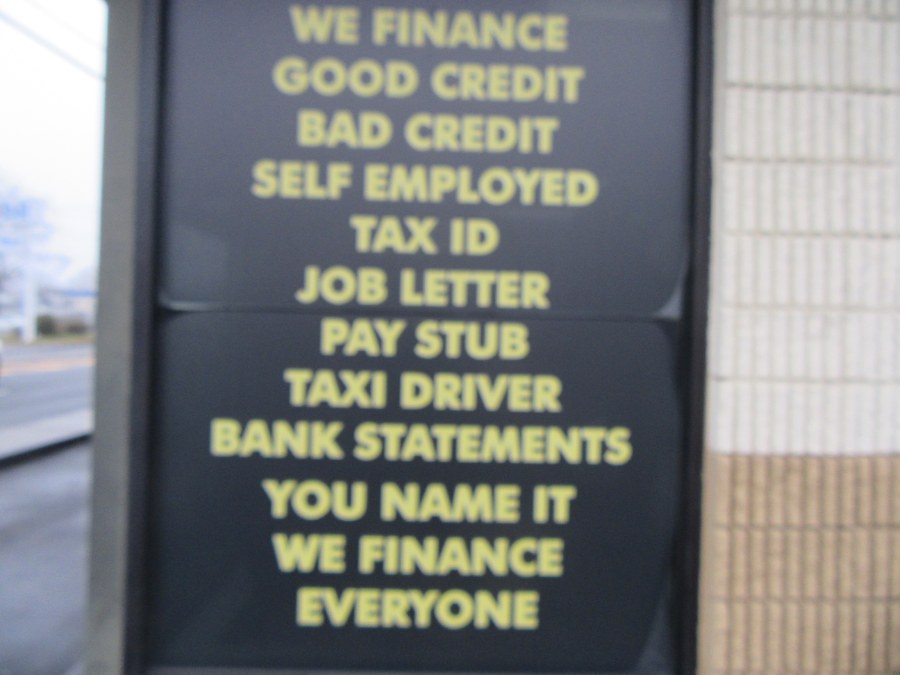 WE FINANCE
GOOD CREDIT
BAD CREDIT
SELF EMPLOYED
TAX ID
JOB LETTER
PAY STUB
TAXI DRIVER
BANK STATEMENTS
YOU NAME IT
WE FINANCE
EVERYONE